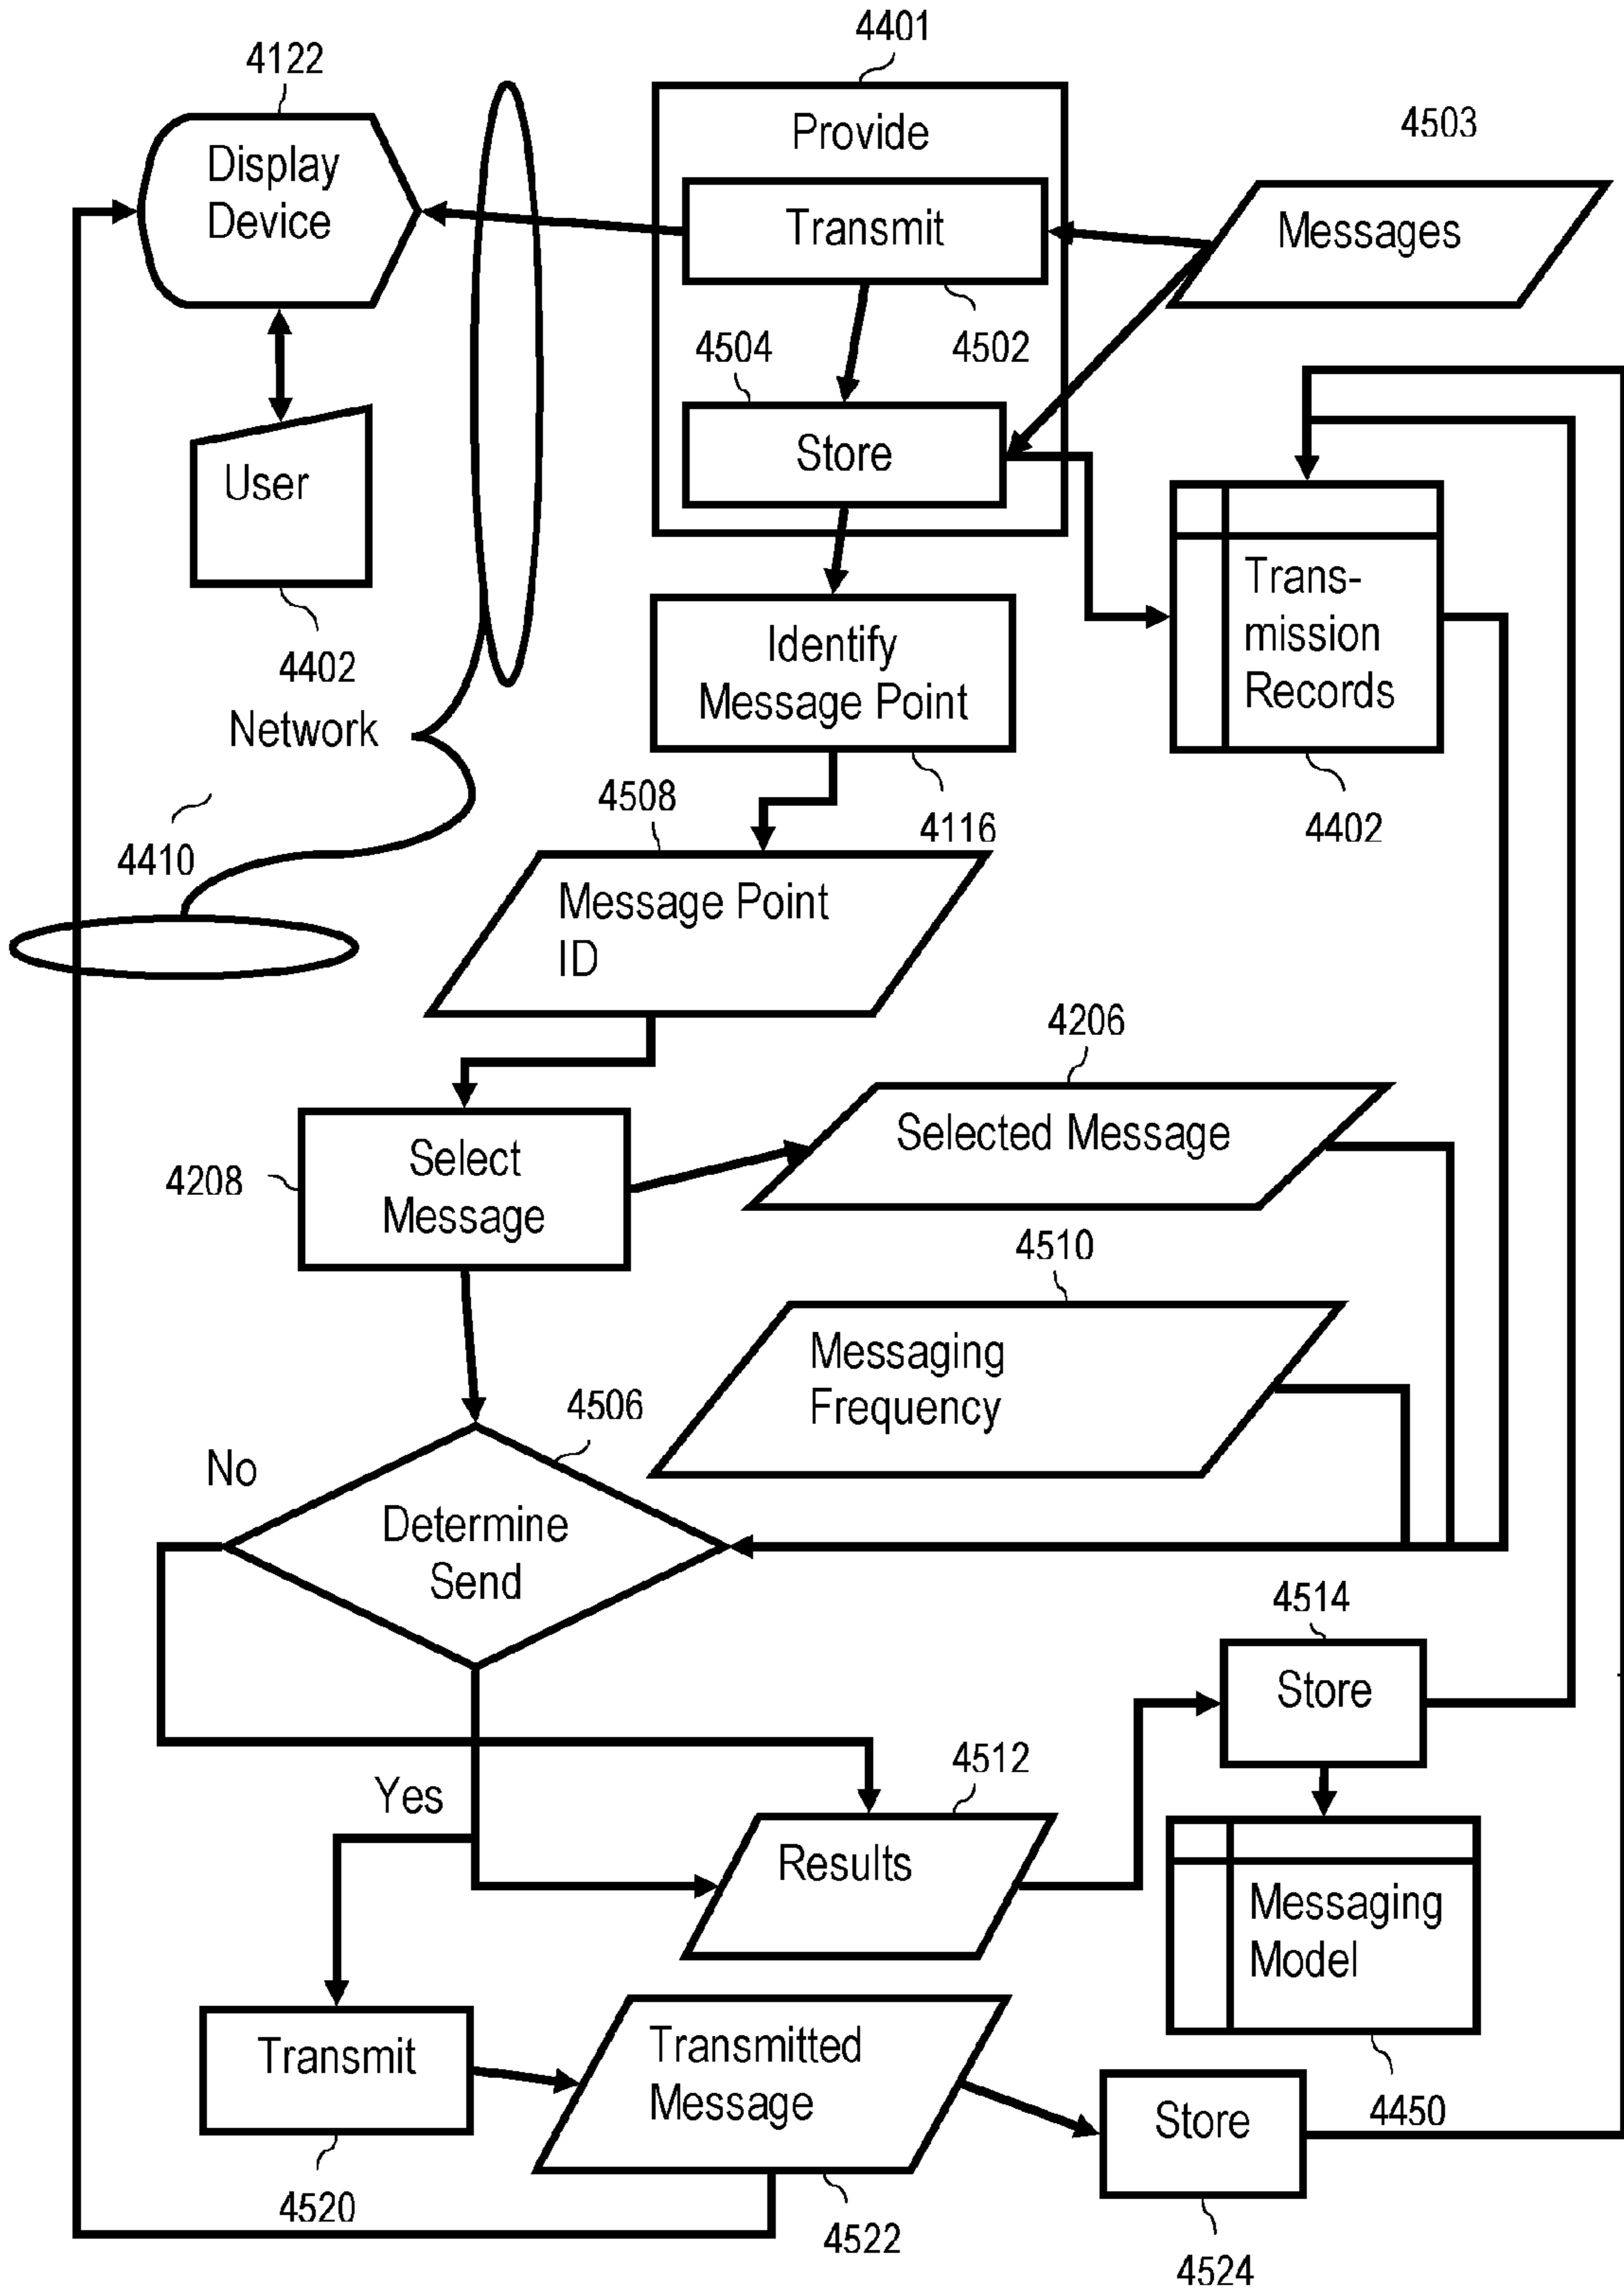 4401
4122
Provide
4503
Display
Device
Transmit
Messages
4504
4502
Store
User
Trans-
mission
Records
Identify
Message Point
4402
Network
4508
4116
4402
4410
Message Point
ID
4206
Selected Message
Select
Message
4208
4510
Messaging
Frequency
4506
No
Determine
Send
4514
Store
4512
Yes
Results
Messaging
Model
Transmit
Transmitted
Message
4450
Store
4520
4522
4524